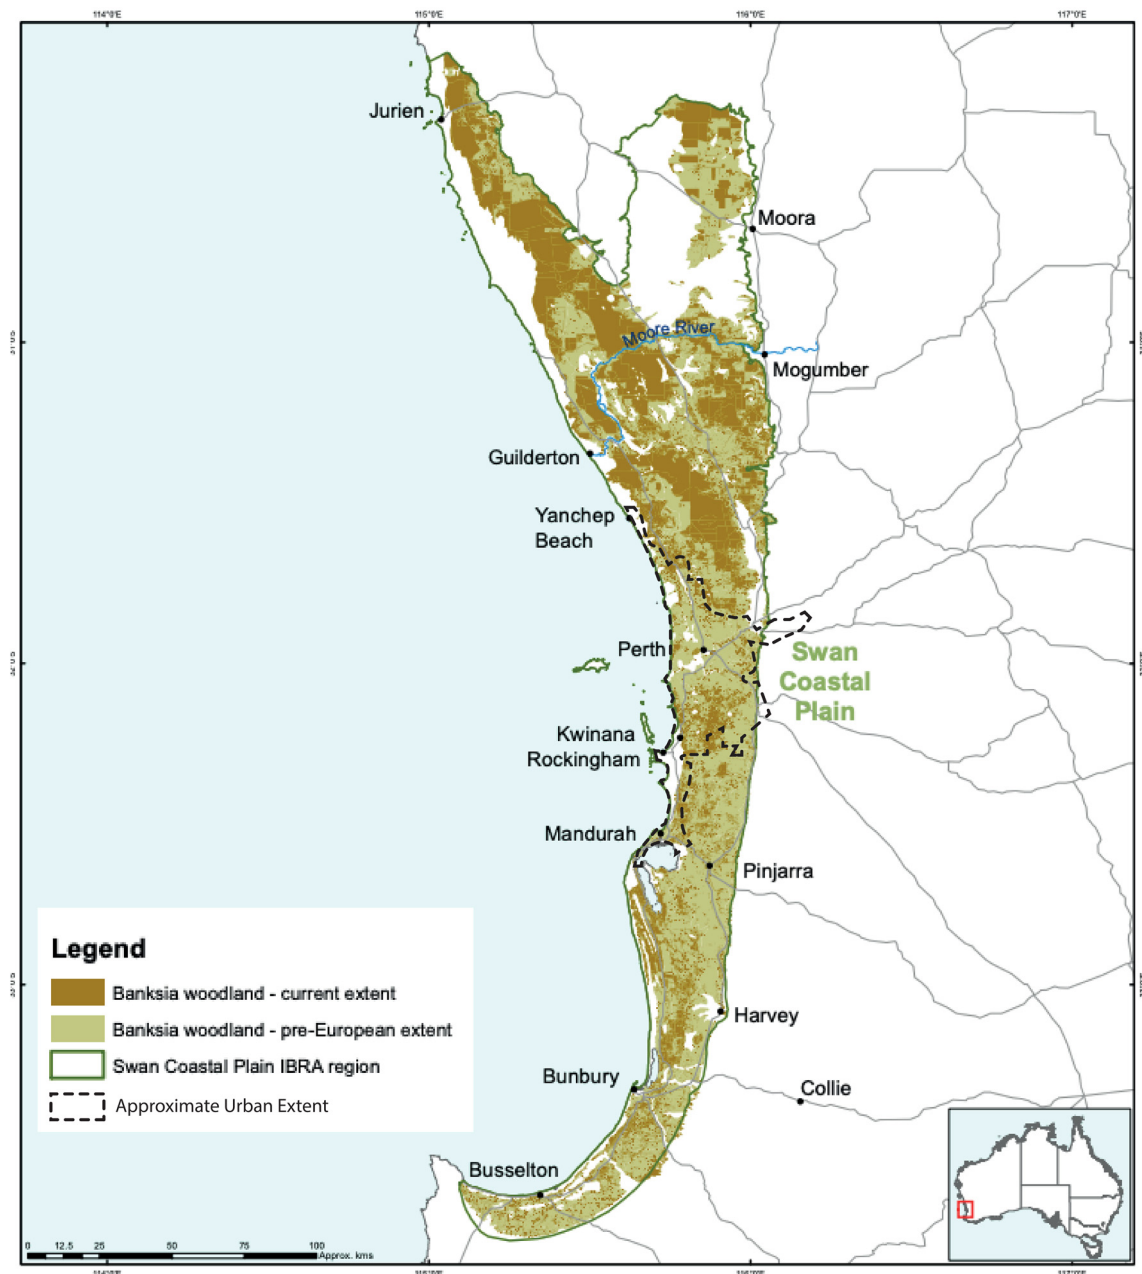 114°0'E
115°0'E
116°0'E
117°0'E
Jurien
Moora
Moore River
Mogumber
Guilderton
Yanchep
Beach
Perth
Swan
Coastal
Plain
Kwinana
Rockingham
Mandurah
Pinjarra
Legend
Banksia woodland - current extent
Banksia woodland - pre-European extent
Swan Coastal Plain IBRA region
Approximate Urban Extent
Harvey
Bunbury
Collie
Busselton
0 12.5 25 50 75 100
Approx. kms